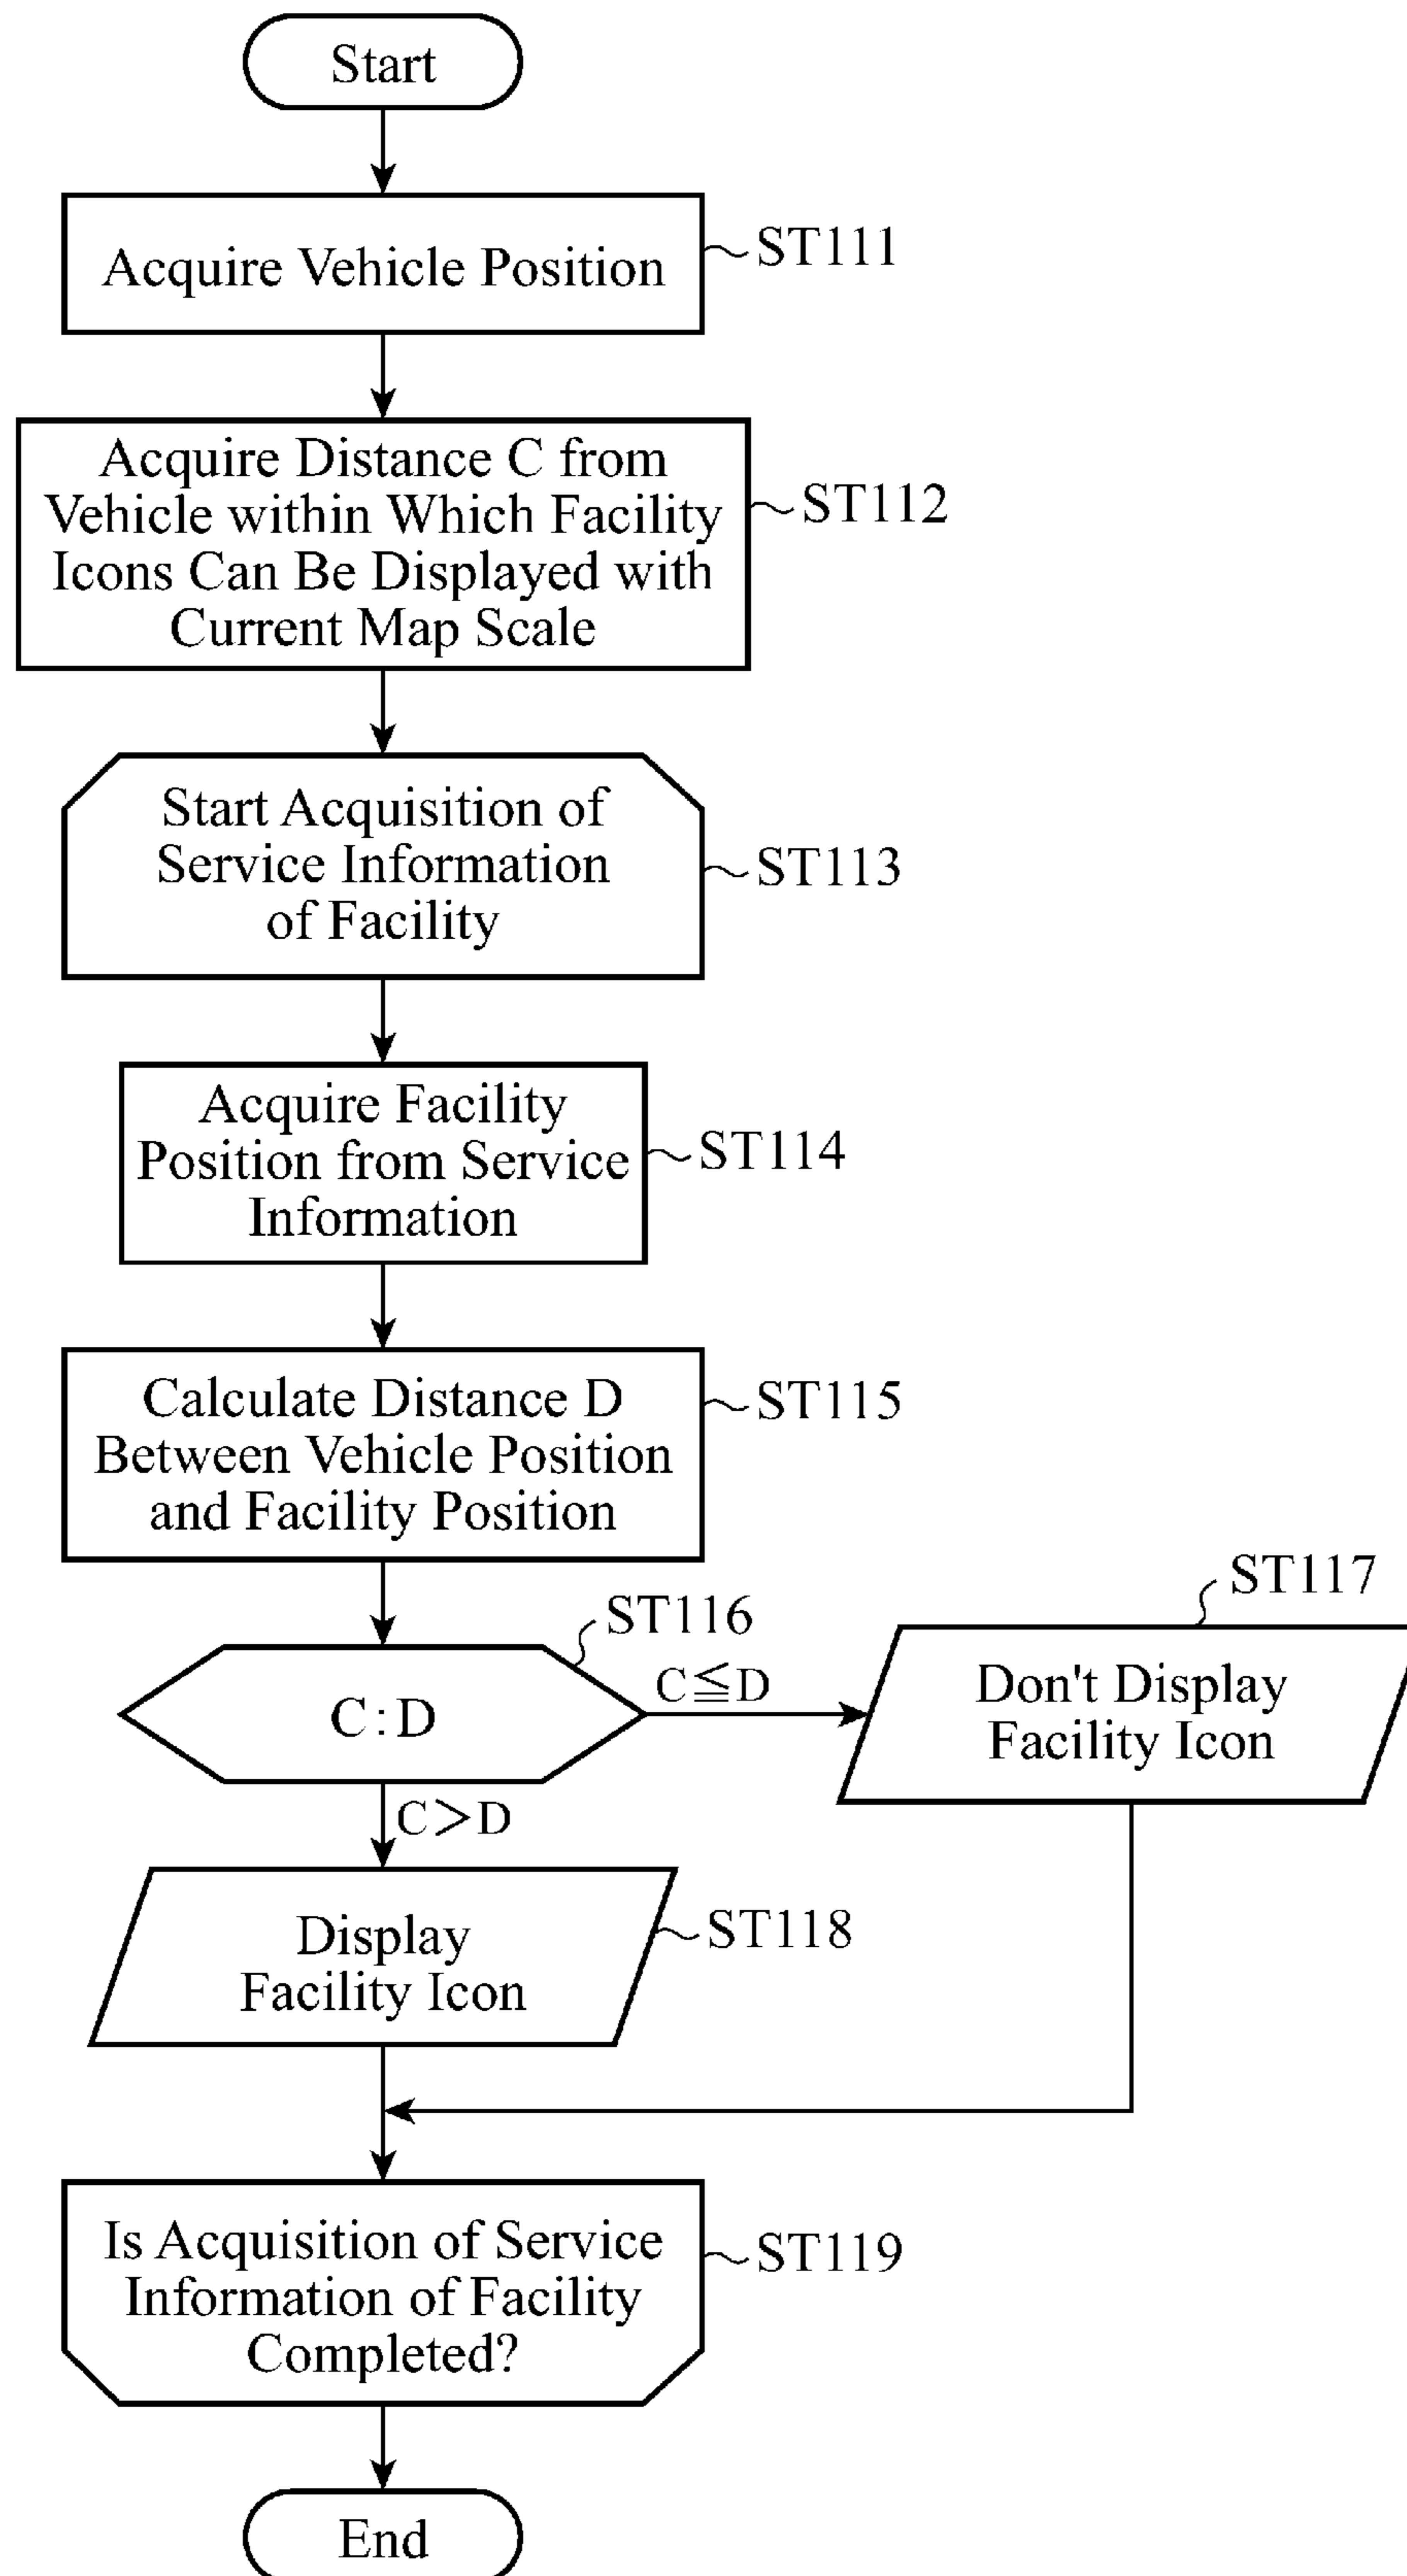 Start
Acquire Vehicle Position
ST111
Acquire Distance C from
Vehicle within Which Facility
Icons Can Be Displayed with
Current Map Scale
ST112
Start Acquisition of
Service Information
of Facility
ST113
Acquire Facility
Position from Service
Information
ST114
Calculate Distance D
Between Vehicle Position
and Facility Position
ST115
C:D
ST116
C≦D
ST117
Don't Display
Facility Icon
C>D
Display
Facility Icon
ST118
Is Acquisition of Service
Information of Facility
Completed?
ST119
End